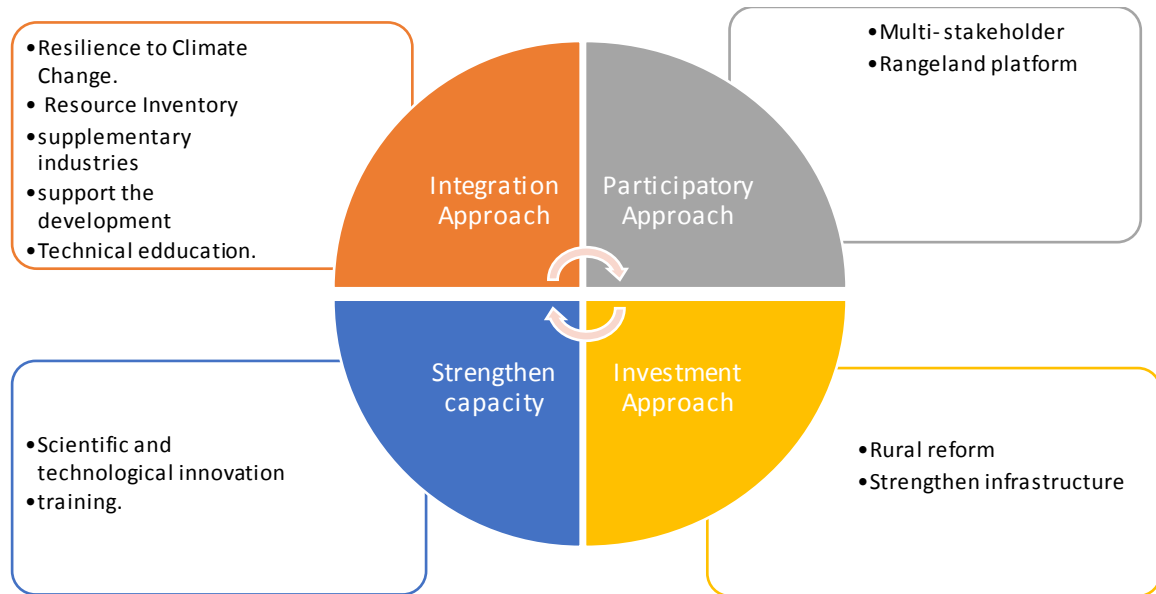 •Resilience to Climate
Change.
• Resource Inventory
•supplementary
industries
•support the
development
•Technical edducation.
•Multi- stakeholder
•Rangeland platform
Integration
Approach
Participatory
Approach
Strengthen
capacity
Investment
Approach
•Scientific and
technological innovation
•training.
•Rural reform
•Strengthen infrastructure